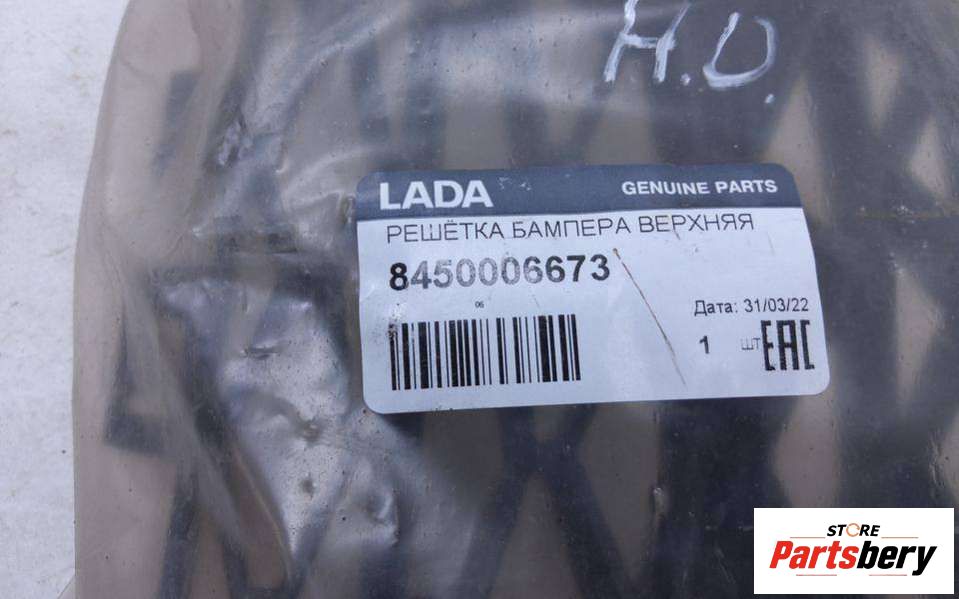 H.O.
LADA GENUINE PARTS
РЕШЁТКА БАМПЕРА ВЕРХНЯЯ
8450006673
06
Дата: 31/03/22
1 шт EAC
STORE
Partsbery